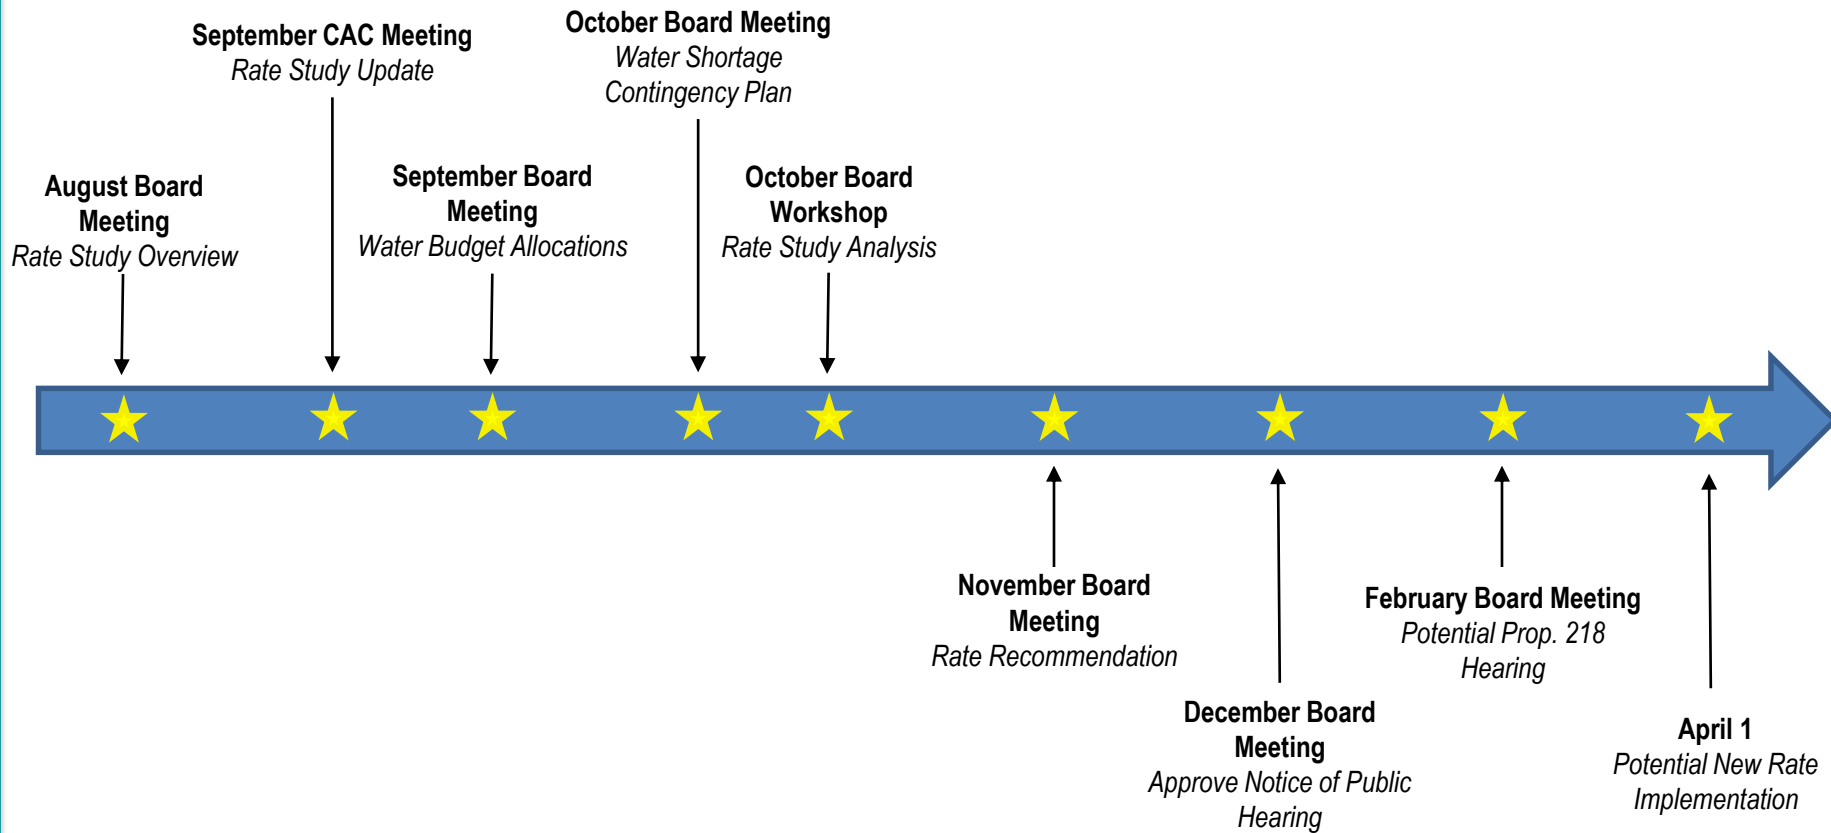 September CAC Meeting
Rate Study Update
October Board Meeting
Water Shortage
Contingency Plan
August Board
Meeting
Rate Study Overview
September Board
Meeting
Water Budget Allocations
October Board
Workshop
Rate Study Analysis
November Board
Meeting
Rate Recommendation
December Board
Meeting
Approve Notice of Public
Hearing
February Board Meeting
Potential Prop. 218
Hearing
April 1
Potential New Rate
Implementation